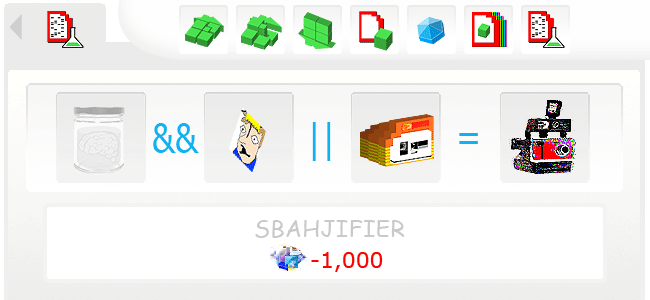 && || =
SBAHJIFIER
-1,000